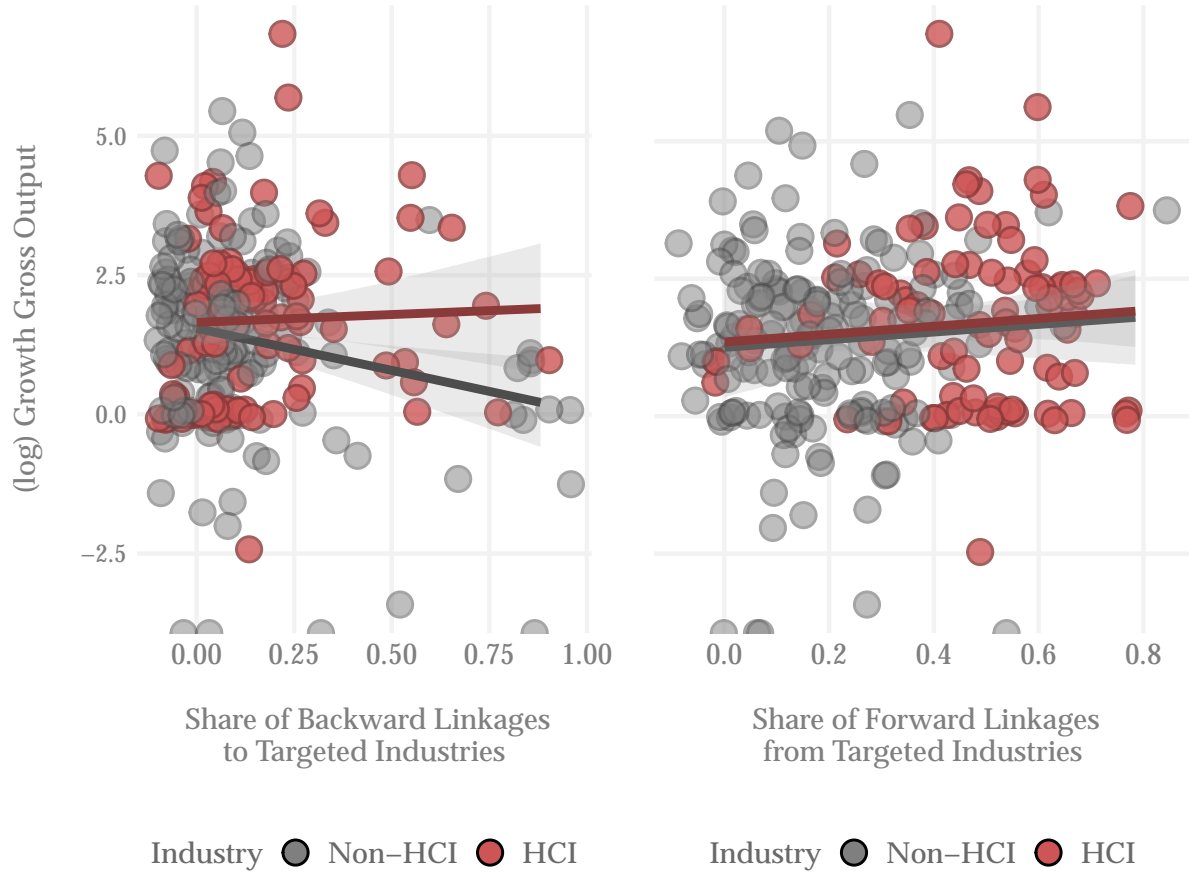 (log) Growth Gross Output
5.0
2.5
0.0
−2.5
0.00 0.25 0.50 0.75 1.00
0.0 0.2 0.4 0.6 0.8
Share of Backward Linkages
to Targeted Industries
Share of Forward Linkages
from Targeted Industries
Industry Non−HCI HCI
Industry Non−HCI HCI